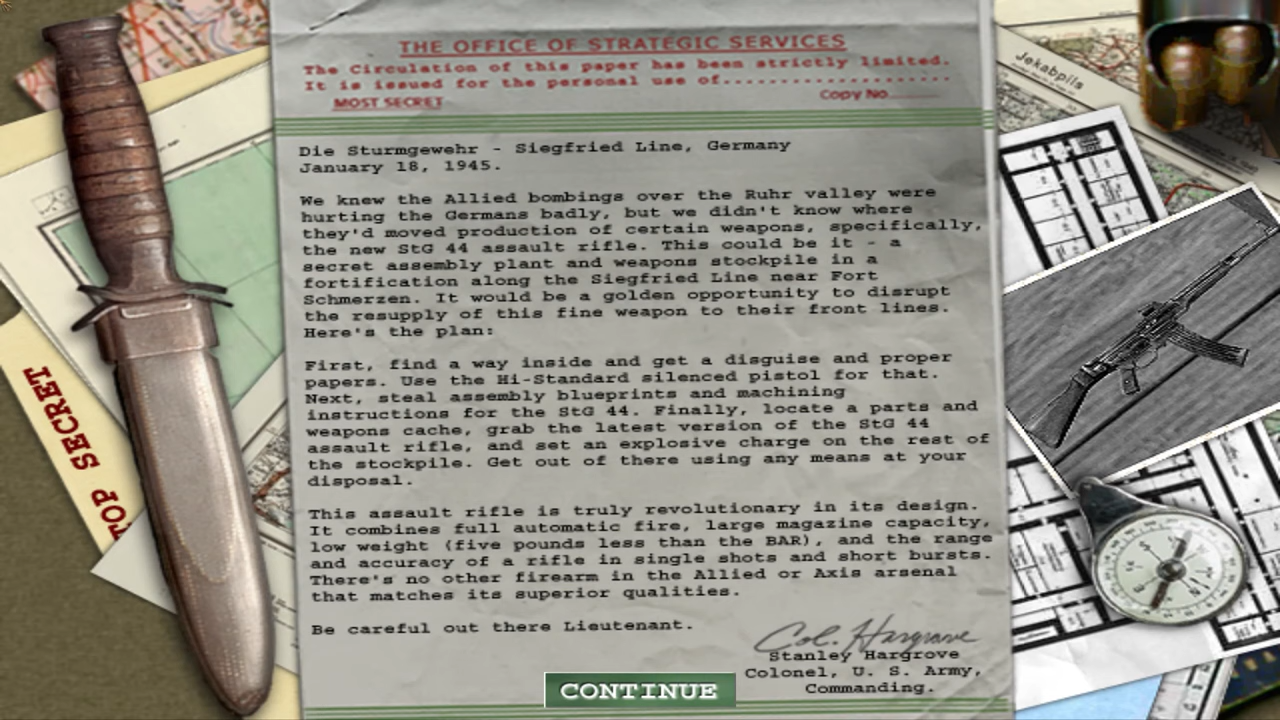 THE OFFICE OF STRATEGIC SERVICES
The Circulation of this paper has been strictly limited.
It is issued for the personal use of..........................
MOST SECRET
Copy No.........
Die Sturmgewehr - Siegfried Line, Germany
January 18, 1945.
We knew the Allied bombings over the Ruhr valley were
hurting the Germans badly, but we didn't know where
they'd moved production of certain weapons, specifically,
the new StG 44 assault rifle. This could be it - a
secret assembly plant and weapons stockpile in a
fortification along the Siegfried Line near Fort
Schmerzen. It would be a golden opportunity to disrupt
the resupply of this fine weapon to their front lines.
Here's the plan:
First, find a way inside and get a disguise and proper
papers. Use the Hi-Standard silenced pistol for that.
Next, steal assembly blueprints and machining
instructions for the StG 44. Finally, locate a parts and
weapons cache, grab the latest version of the StG 44
assault rifle, and set an explosive charge on the rest of
the stockpile. Get out of there using any means at your
disposal.
This assault rifle is truly revolutionary in its design.
It combines full automatic fire, large magazine capacity,
low weight (five pounds less than the BAR), and the range
and accuracy of a rifle in single shots and short bursts.
There's no other firearm in the Allied or Axis arsenal
that matches its superior qualities.
Be careful out there Lieutenant.
Col. Hargrove
Stanley Hargrove
Colonel, U. S. Army,
Commanding.
CONTINUE
TOP SECRET
Jekabpils